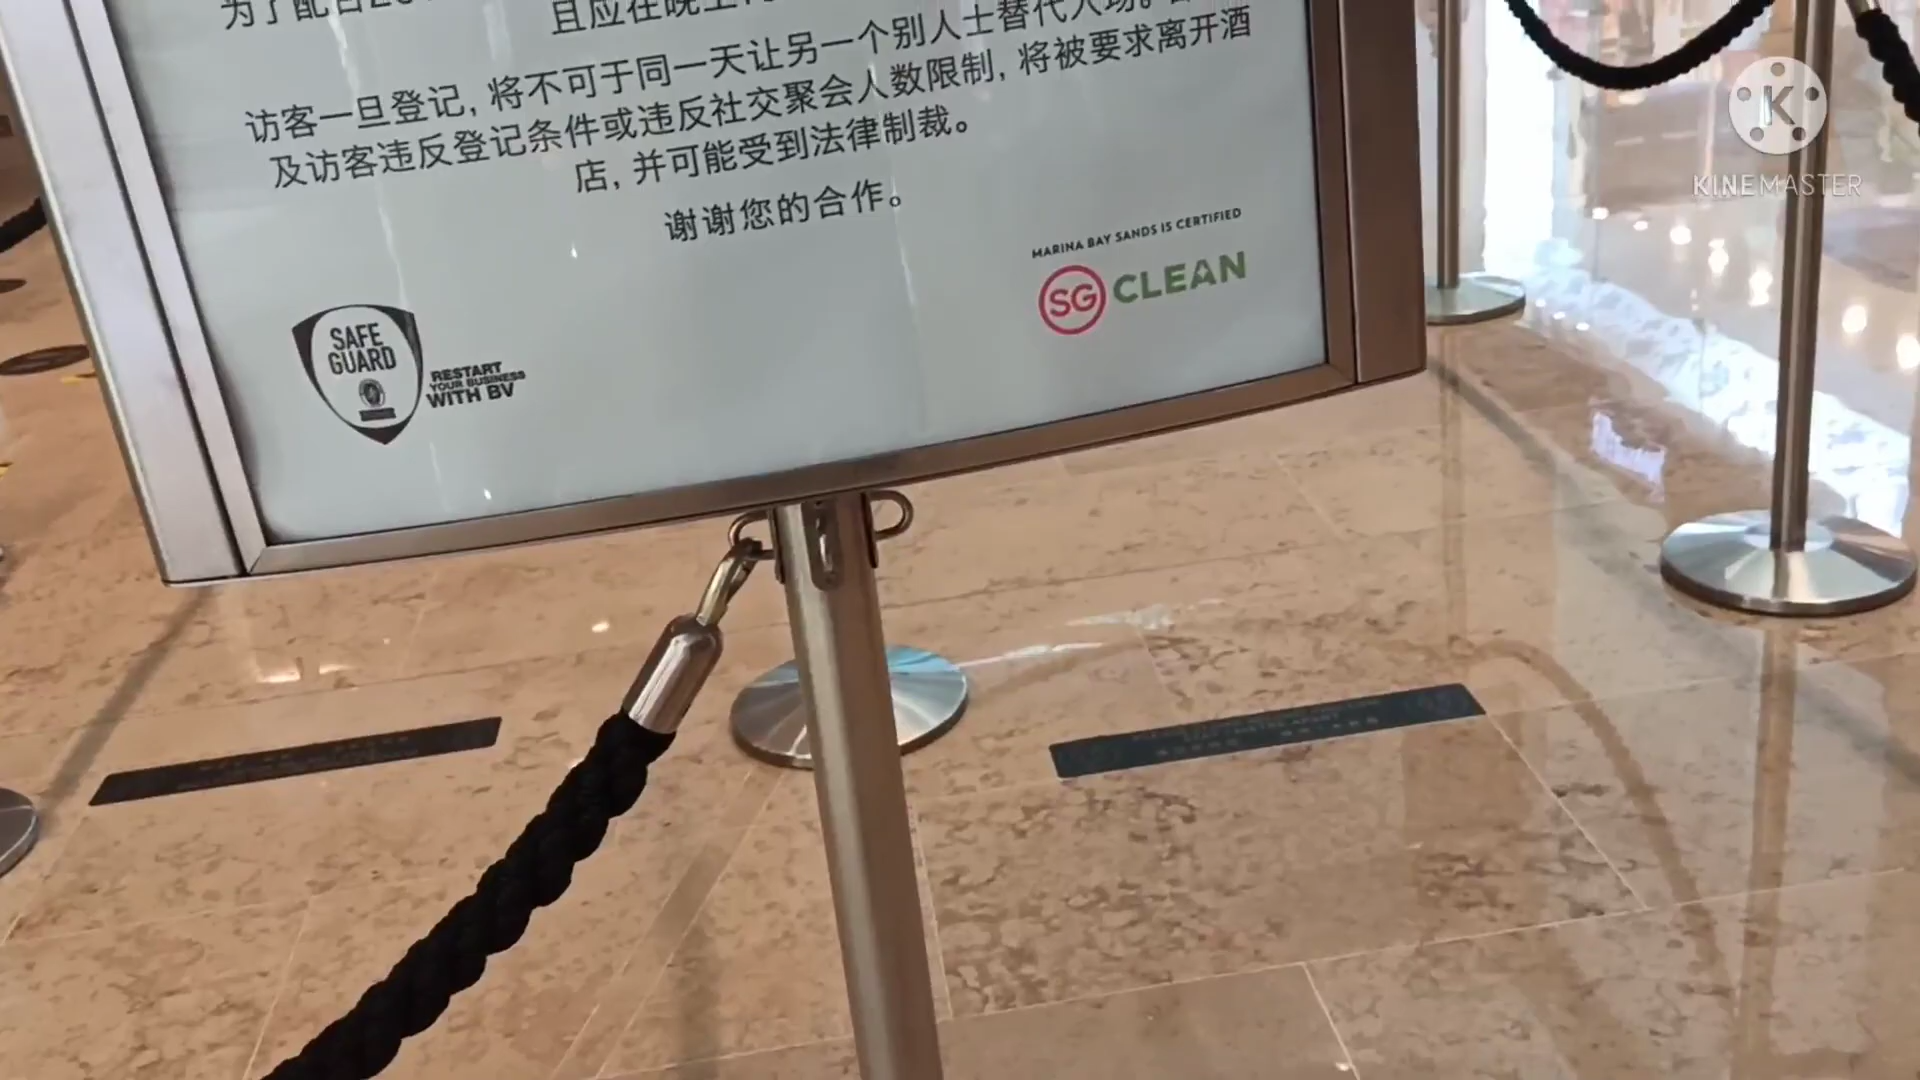 为了配合
且应在晚上
访客一旦登记，将不可于同一天让另一个别人士替代入场。
及访客违反登记条件或违反社交聚会人数限制，将被要求离开酒
店，并可能受到法律制裁。
谢谢您的合作。
MARINA BAY SANDS IS CERTIFIED
SG CLEAN
SAFE
GUARD
RESTART
YOUR BUSINESS
WITH BV
K
KINEMASTER